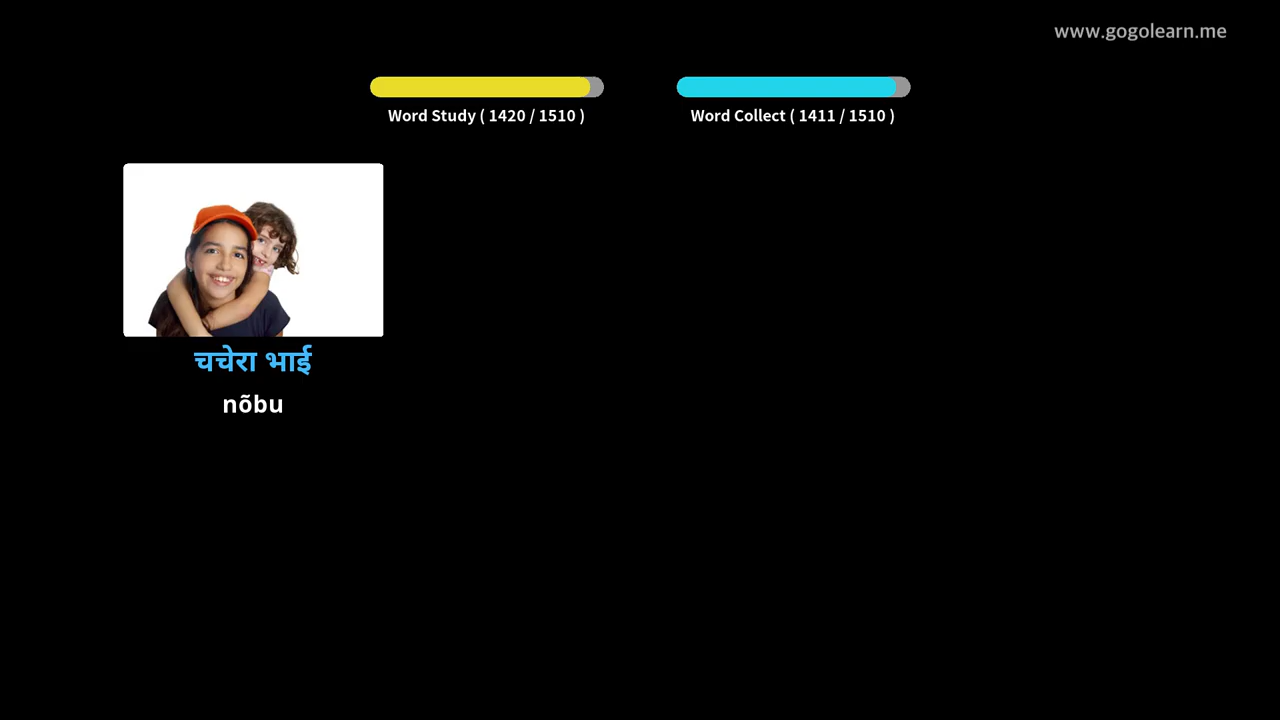 www.gogolearn.me
Word Study ( 1420 / 1510 )
Word Collect ( 1411 / 1510 )
चचेरा भाई
nõbu